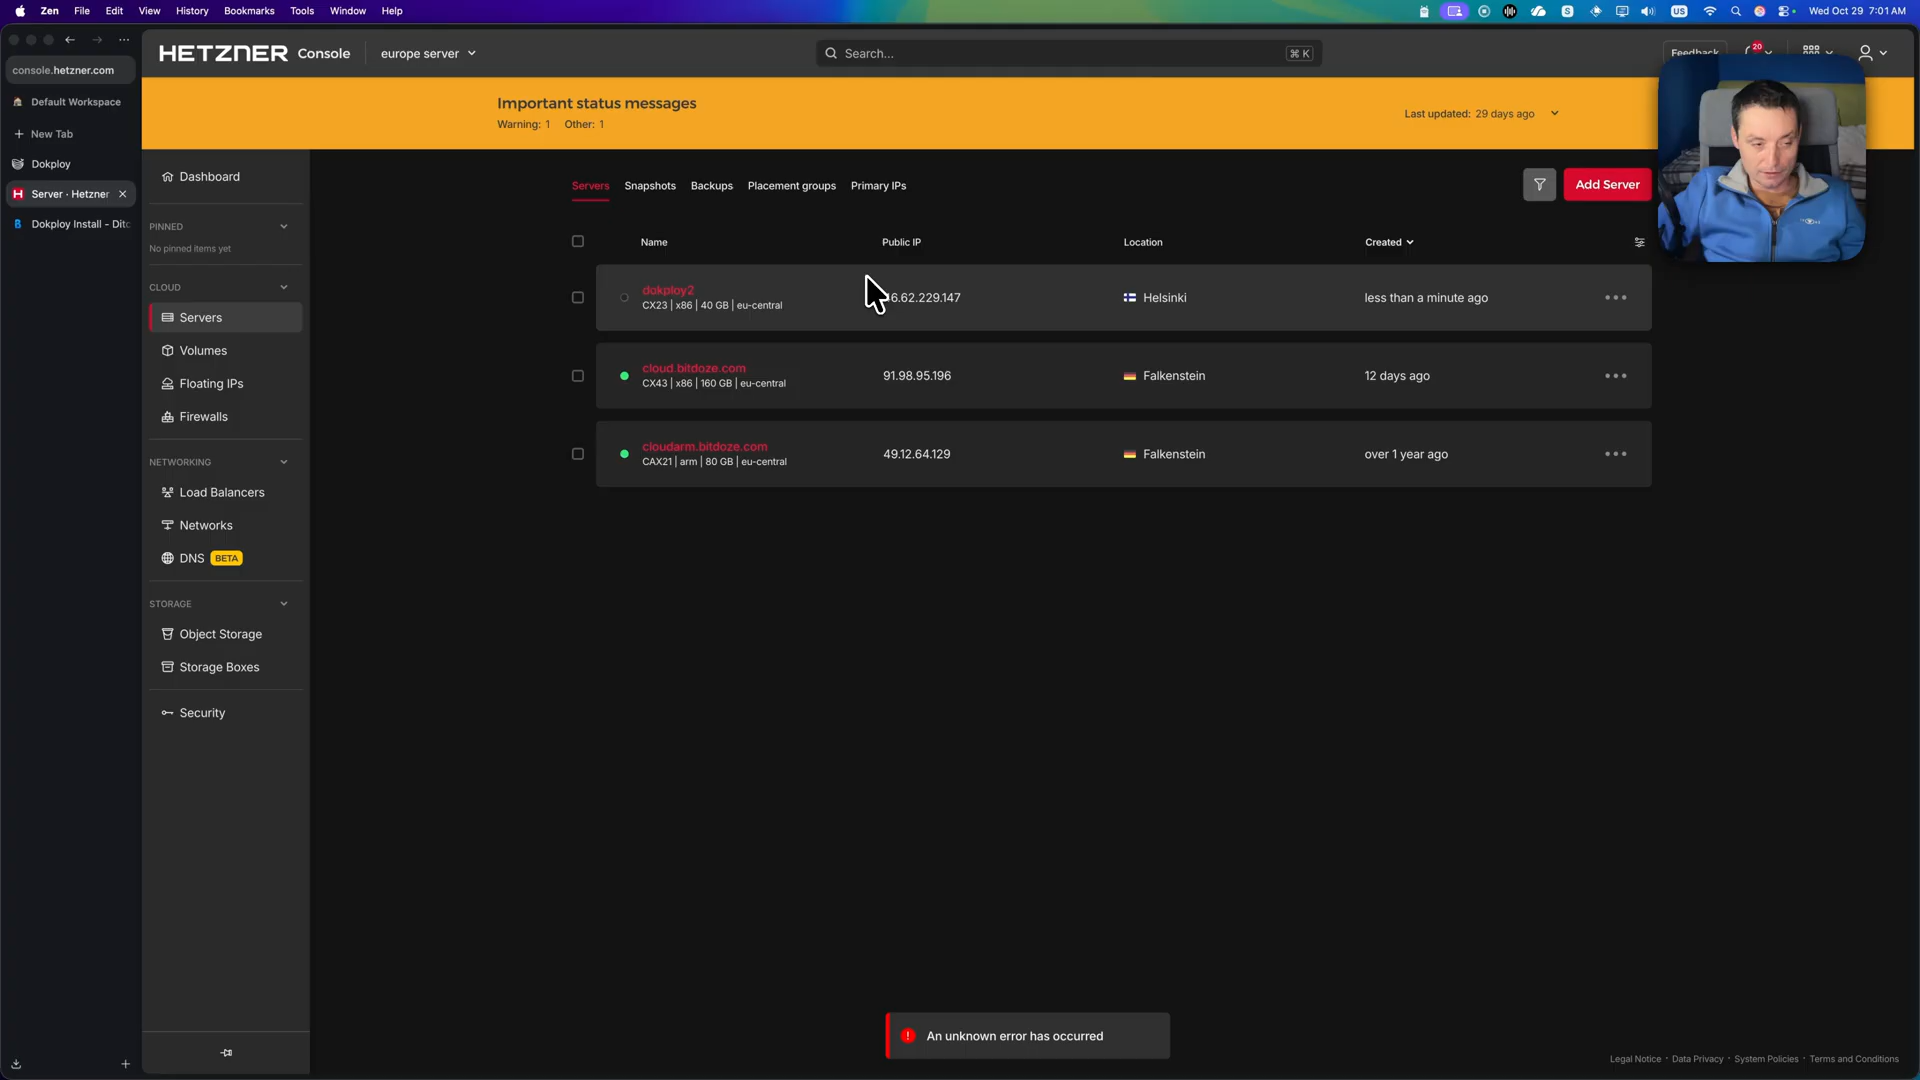 Zen File Edit View History Bookmarks Tools Window Help
US
Wed Oct 29 7:01 AM
console.hetzner.com
Default Workspace
New Tab
Dokploy
Server · Hetzner
Dokploy Install - Ditc
HETZNER Console
europe server
Search...
⌘ K
Feedback
20
Important status messages
Warning: 1 Other: 1
Last updated: 29 days ago
Dashboard
PINNED
No pinned items yet
CLOUD
Servers
Volumes
Floating IPs
Firewalls
NETWORKING
Load Balancers
Networks
DNS BETA
STORAGE
Object Storage
Storage Boxes
Security
Servers Snapshots Backups Placement groups Primary IPs
Add Server
Name Public IP Location Created
dokploy2
CX23 | x86 | 40 GB | eu-central
6.62.229.147
Helsinki
less than a minute ago
cloud.bitdoze.com
CX43 | x86 | 160 GB | eu-central
91.98.95.196
Falkenstein
12 days ago
cloudarm.bitdoze.com
CAX21 | arm | 80 GB | eu-central
49.12.64.129
Falkenstein
over 1 year ago
An unknown error has occurred
Legal Notice · Data Privacy · System Policies · Terms and Conditions